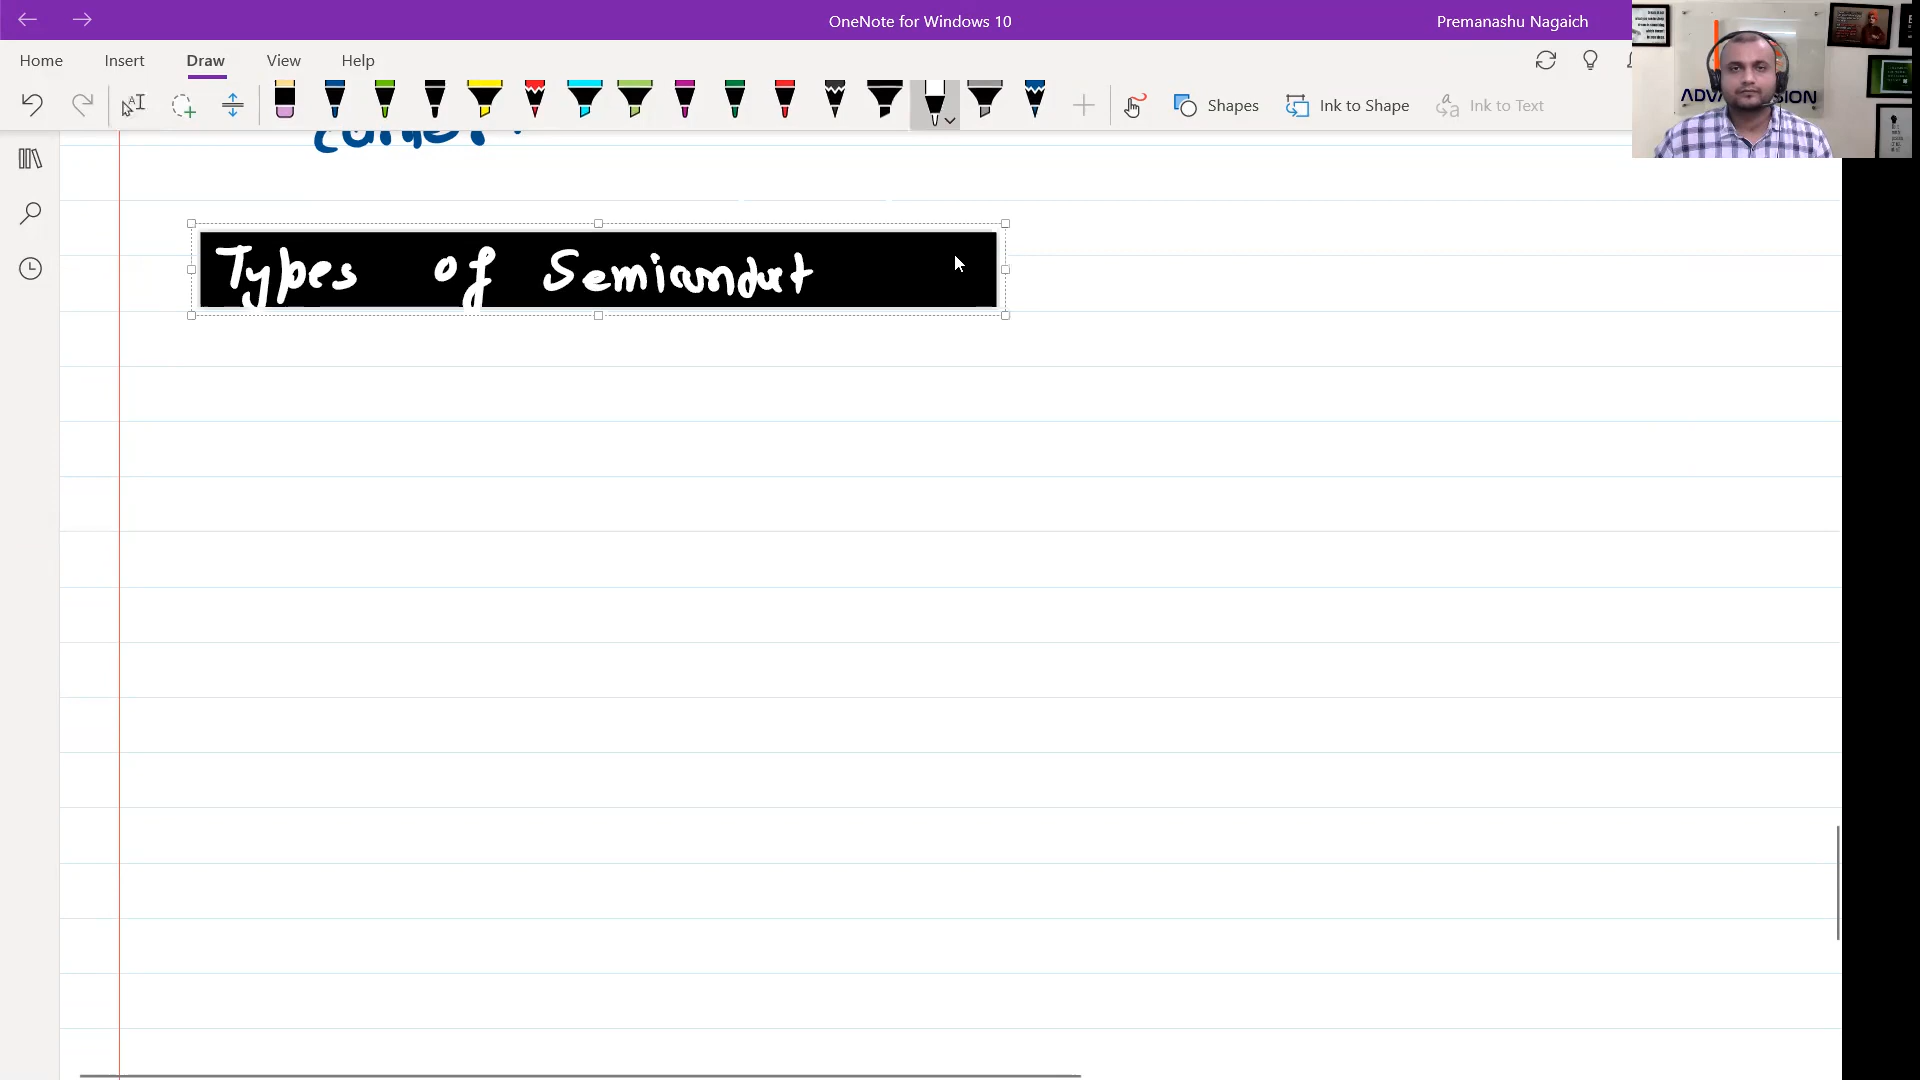 OneNote for Windows 10
Premanashu Nagaich
Home Insert Draw View Help
Shapes Ink to Shape Ink to Text
Types of Semiconduct